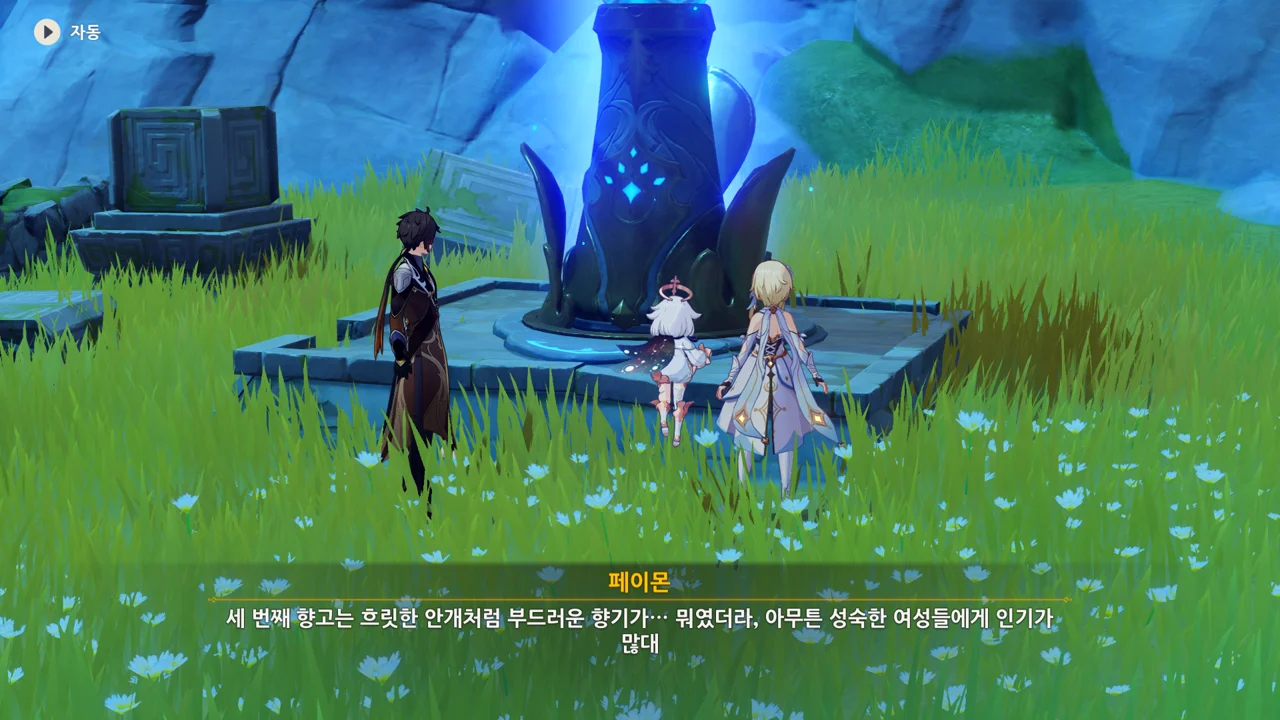 자동
페이몬
세 번째 향고는 흐릿한 안개처럼 부드러운 향기가… 뭐였더라, 아무튼 성숙한 여성들에게 인기가
많대